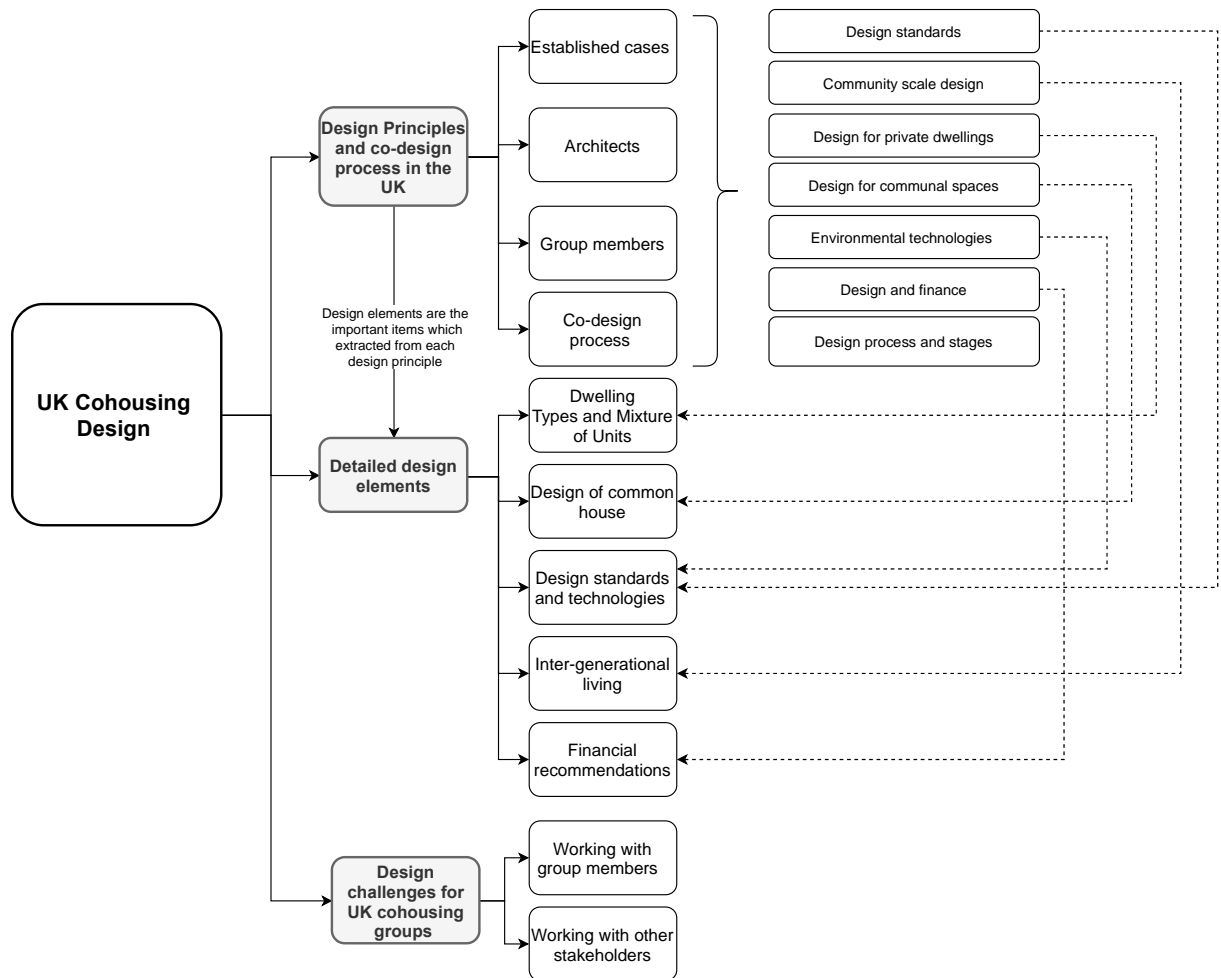 UK Cohousing
Design
Design Principles
and co-design
process in the
UK
Design elements are the
important items which
extracted from each
design principle
Detailed design
elements
Design
challenges for
UK cohousing
groups
Established cases
Architects
Group members
Co-design
process
Dwelling
Types and Mixture
of Units
Design of common
house
Design standards
and technologies
Inter-generational
living
Financial
recommendations
Working with
group members
Working with other
stakeholders
Design standards
Community scale design
Design for private dwellings
Design for communal spaces
Environmental technologies
Design and finance
Design process and stages